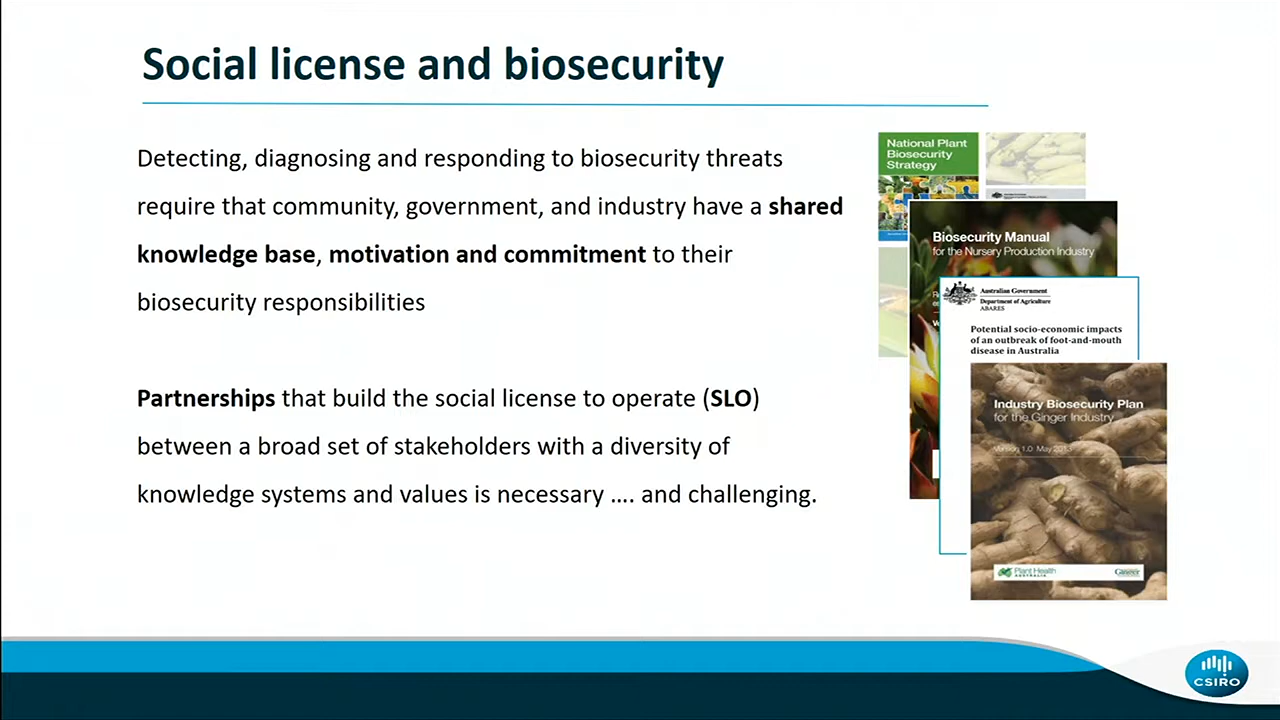 Social license and biosecurity
Detecting, diagnosing and responding to biosecurity threats
require that community, government, and industry have a shared
knowledge base, motivation and commitment to their
biosecurity responsibilities
Partnerships that build the social license to operate (SLO)
between a broad set of stakeholders with a diversity of
knowledge systems and values is necessary …. and challenging.
National Plant
Biosecurity
Strategy
Biosecurity Manual
for the Nursery Production Industry
Australian Government
Department of Agriculture
ABARES
Potential socio-economic impacts
of an outbreak of foot-and-mouth
disease in Australia
Industry Biosecurity Plan
for the Ginger Industry
Version 1.0 May 2013
Plant Health
AUSTRALIA
Ginger
CSIRO